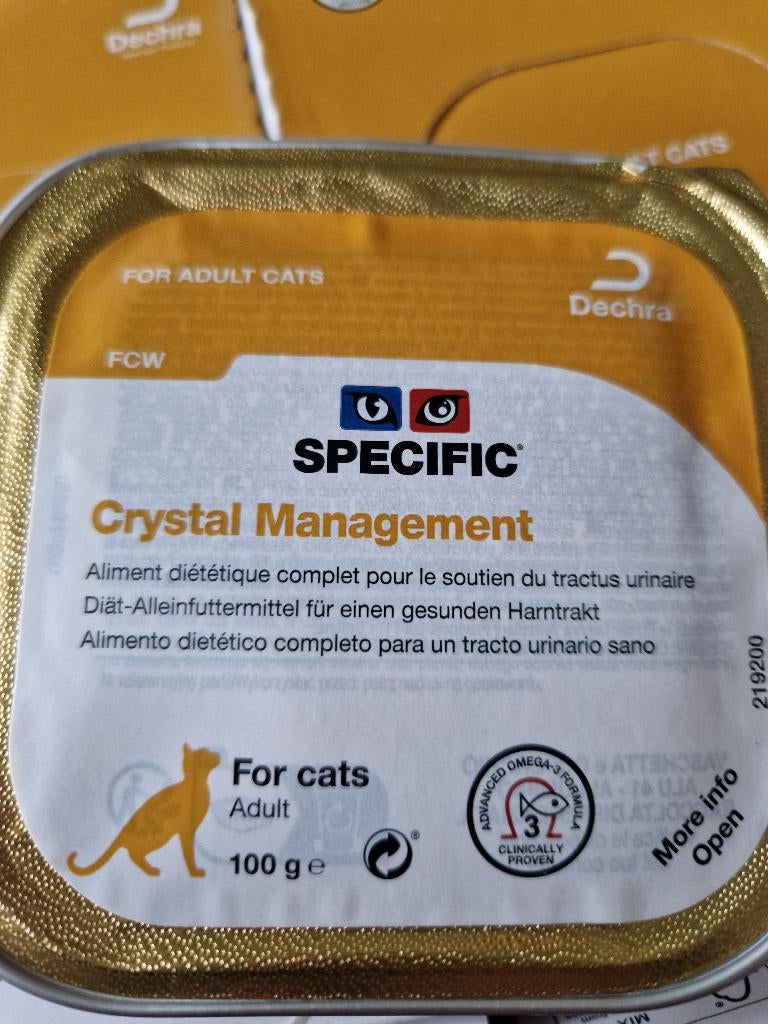 Dechra
T CATS
FOR ADULT CATS
Dechra
FCW
SPECIFIC®
Crystal Management
Aliment diététique complet pour le soutien du tractus urinaire
Diät-Alleinfuttermittel für einen gesunden Harntrakt
Alimento dietético completo para un tracto urinario sano
219200
For cats
Adult
100 g e
®
ADVANCED OMEGA-3 FORMULA
3
CLINICALLY
PROVEN
More info
Open
MIX